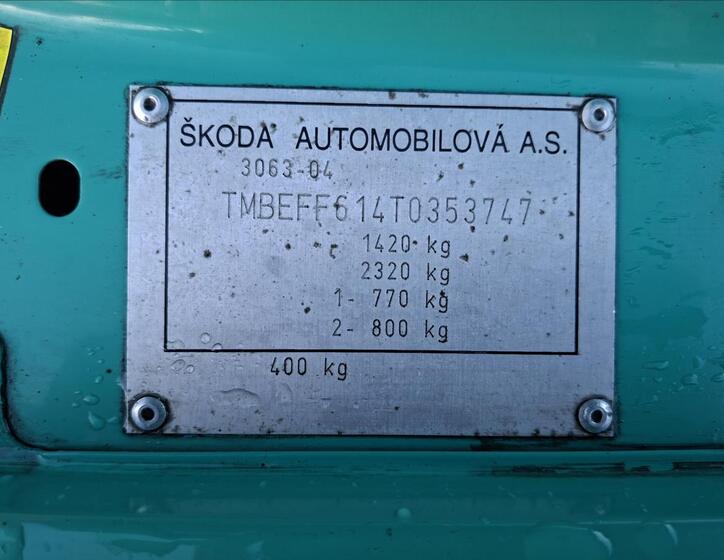 ŠKODA AUTOMOBILOVÁ A.S.
3063-04
TMBEFF614T0353747
1420 kg
2320 kg
1- 770 kg
2- 800 kg
400 kg